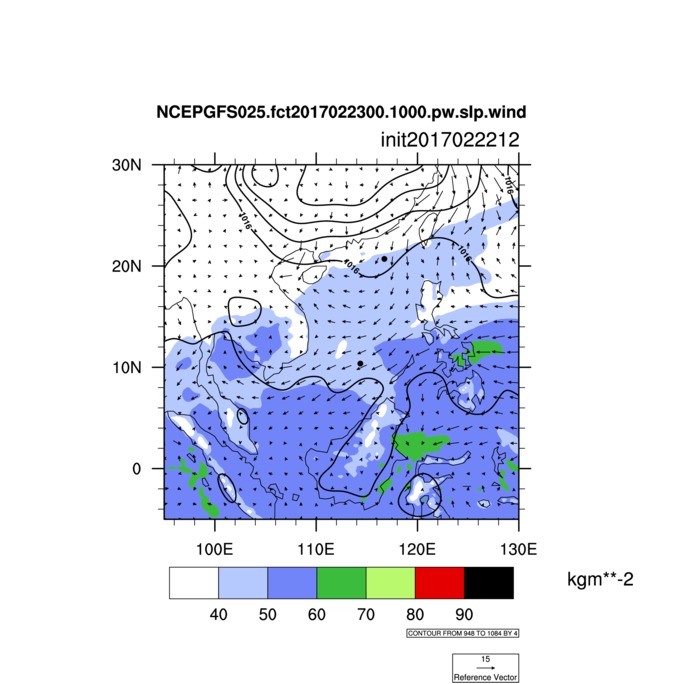 NCEPGFS025.fct2017022300.1000.pw.slp.wind
init2017022212
30N
20N
10N
0
1016
1016
1016
1016
100E 110E 120E 130E
kgm**-2
40 50 60 70 80 90
CONTOUR FROM 948 TO 1084 BY 4
15
Reference Vector